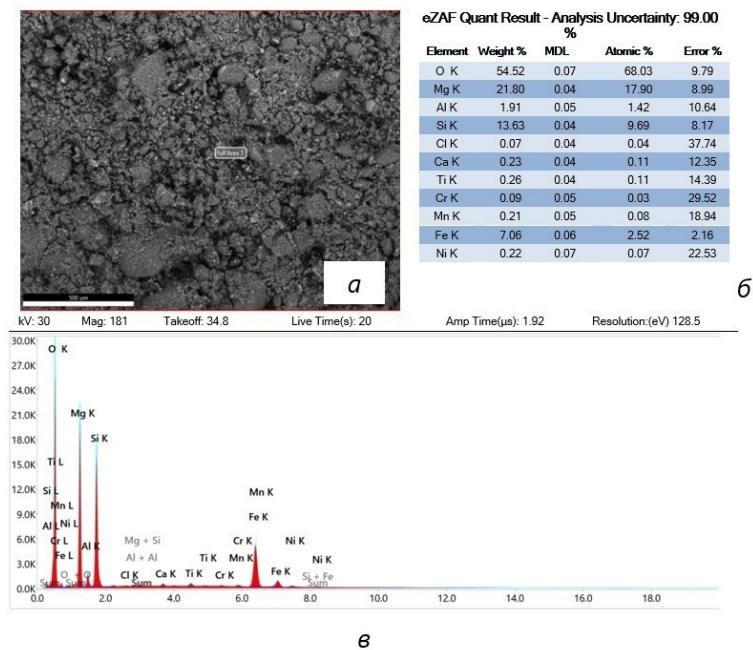 eZAF Quant Result - Analysis Uncertainty: 99.00
%
Element Weight % MDL Atomic % Error %
O K 54.52 0.07 68.03 9.79
Mg K 21.80 0.04 17.90 8.99
Al K 1.91 0.05 1.42 10.64
Si K 13.63 0.04 9.69 8.17
Cl K 0.07 0.04 0.04 37.74
Ca K 0.23 0.04 0.11 12.35
Ti K 0.26 0.04 0.11 14.39
Cr K 0.09 0.05 0.03 29.52
Mn K 0.21 0.05 0.08 18.94
Fe K 7.06 0.06 2.52 2.16
Ni K 0.22 0.07 0.07 22.53
Full Area 1
500 um
а
б
kV: 30 Mag: 181 Takeoff: 34.8 Live Time(s): 20 Amp Time(µs): 1.92 Resolution:(eV) 128.5
30.0K
O K
27.0K
24.0K
21.0K Mg K
18.0K Si K
15.0K Ti L
12.0K Si L Mn K
Mn L
9.0K Fe K
Al L Ni L
6.0K Cr L Al K Mg + Si Cr K Ni K
Fe L Al + Al Ti K Mn K Ni K
3.0K O + O Cl K Ca K Ti K Cr K Fe K Si + Fe
Sum Sum Sum Sum
0.0K
0.0 2.0 4.0 6.0 8.0 10.0 12.0 14.0 16.0 18.0
в